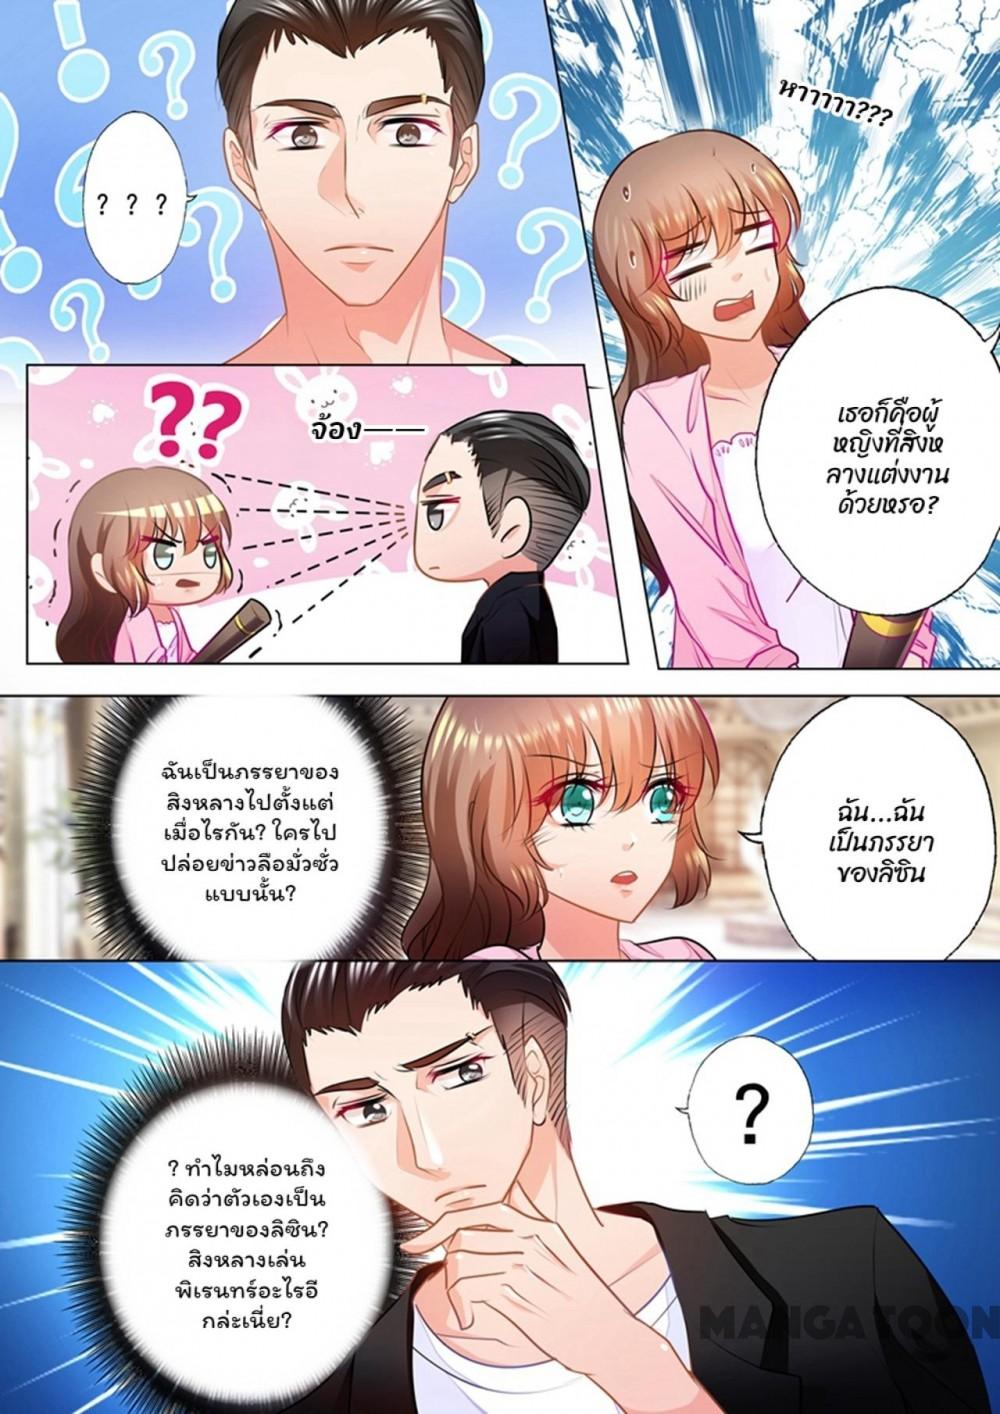 ? ? ?
หาาาาา???
เธอก็คือผู้
หญิงที่สิงห
ลางแต่งงาน
ด้วยหรอ?
??
จ้อง——
ฉันเป็นภรรยาของ
สิงหลางไปตั้งแต่
เมื่อไรกัน? ใครไป
ปล่อยข่าวลือมั่วซั่ว
แบบนั้น?
ฉัน...ฉัน
เป็นภรรยา
ของลิซิน
?
? ทำไมหล่อนถึง
คิดว่าตัวเองเป็น
ภรรยาของลิซิน?
สิงหลางเล่น
พิเรนทร์อะไรอี
กล่ะเนี่ย?
MANGATOON